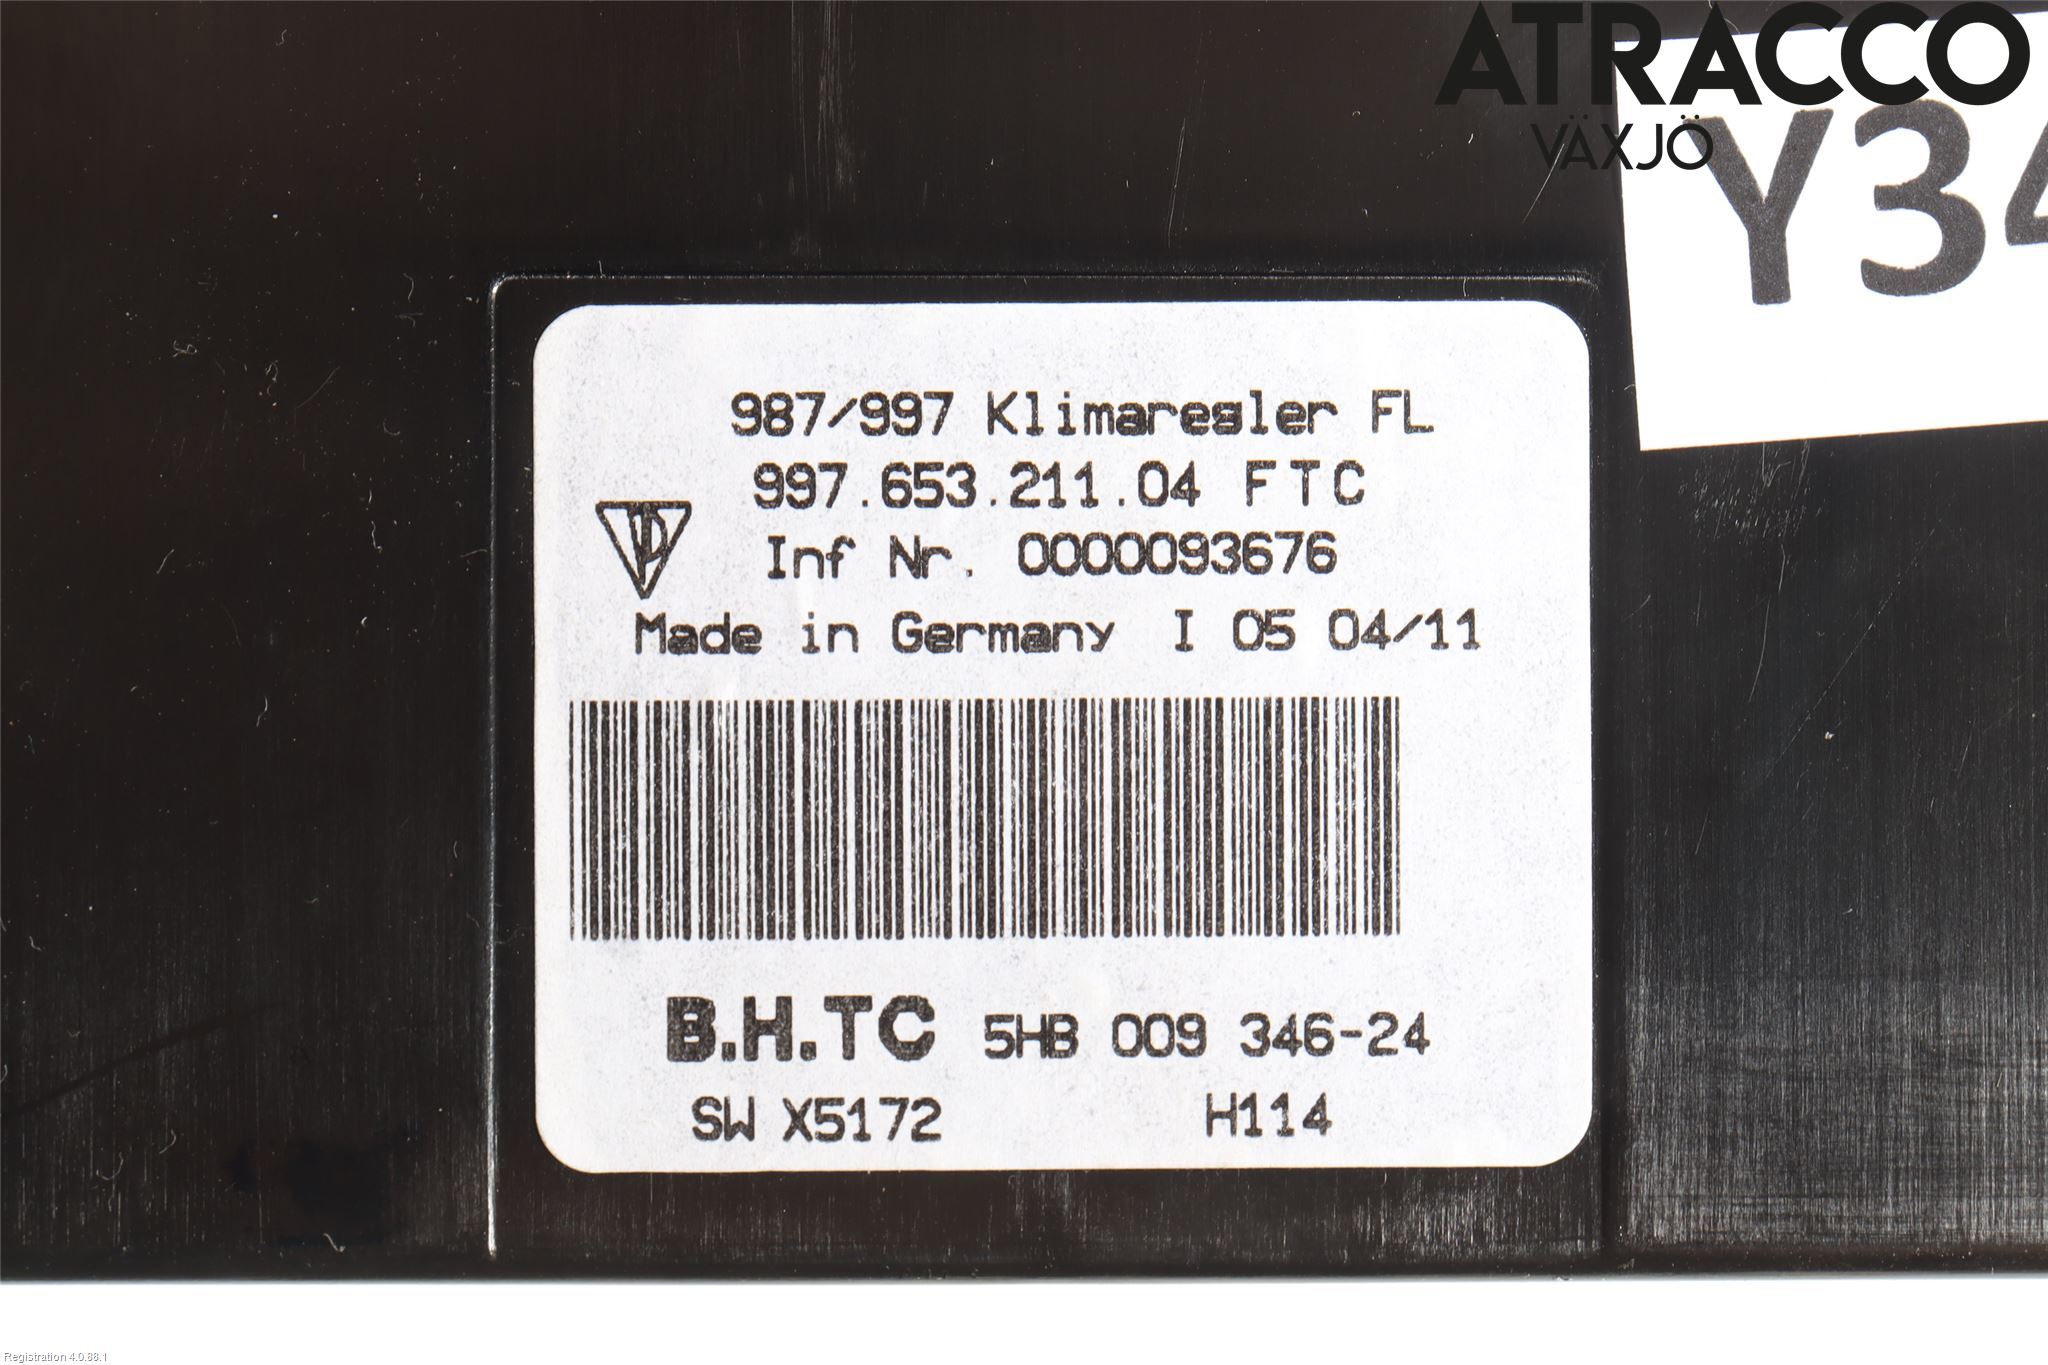 ATRACCO
VÄXJÖ
Y34
987/997 Klimaregler FL
997.653.211.04 FTC
Inf Nr. 0000093676
Made in Germany I 05 04/11
B.H.TC 5HB 009 346-24
SW X5172 H114
Registration 4.0.88.1